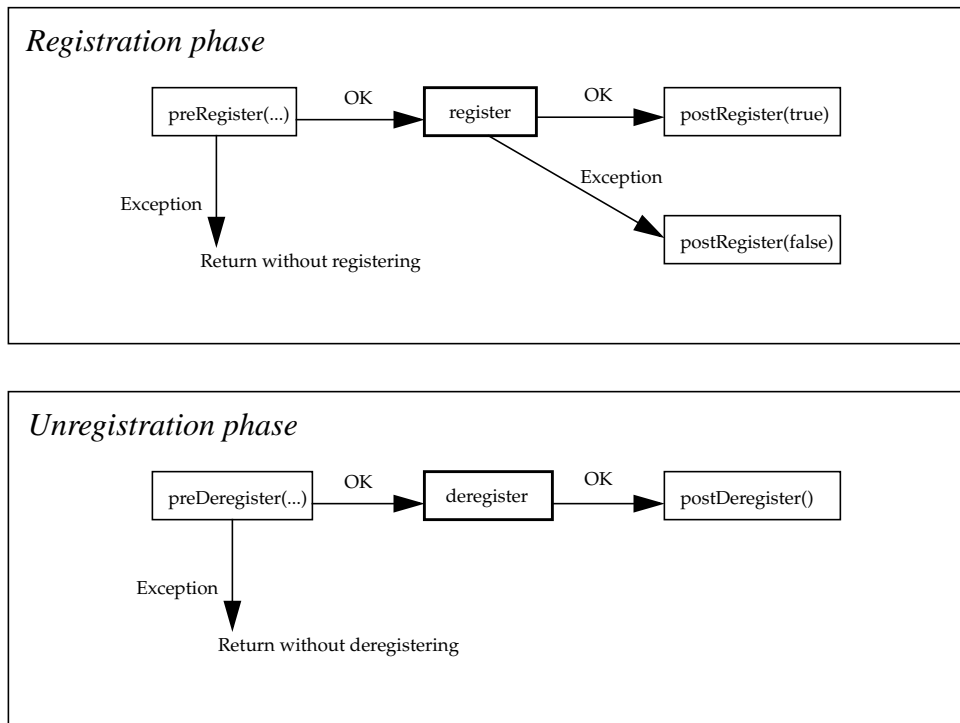 Registration phase
preRegister(...)
OK
register
OK
postRegister(true)
Exception
Exception
postRegister(false)
Return without registering
Unregistration phase
preDeregister(...)
OK
deregister
OK
postDeregister()
Exception
Return without deregistering